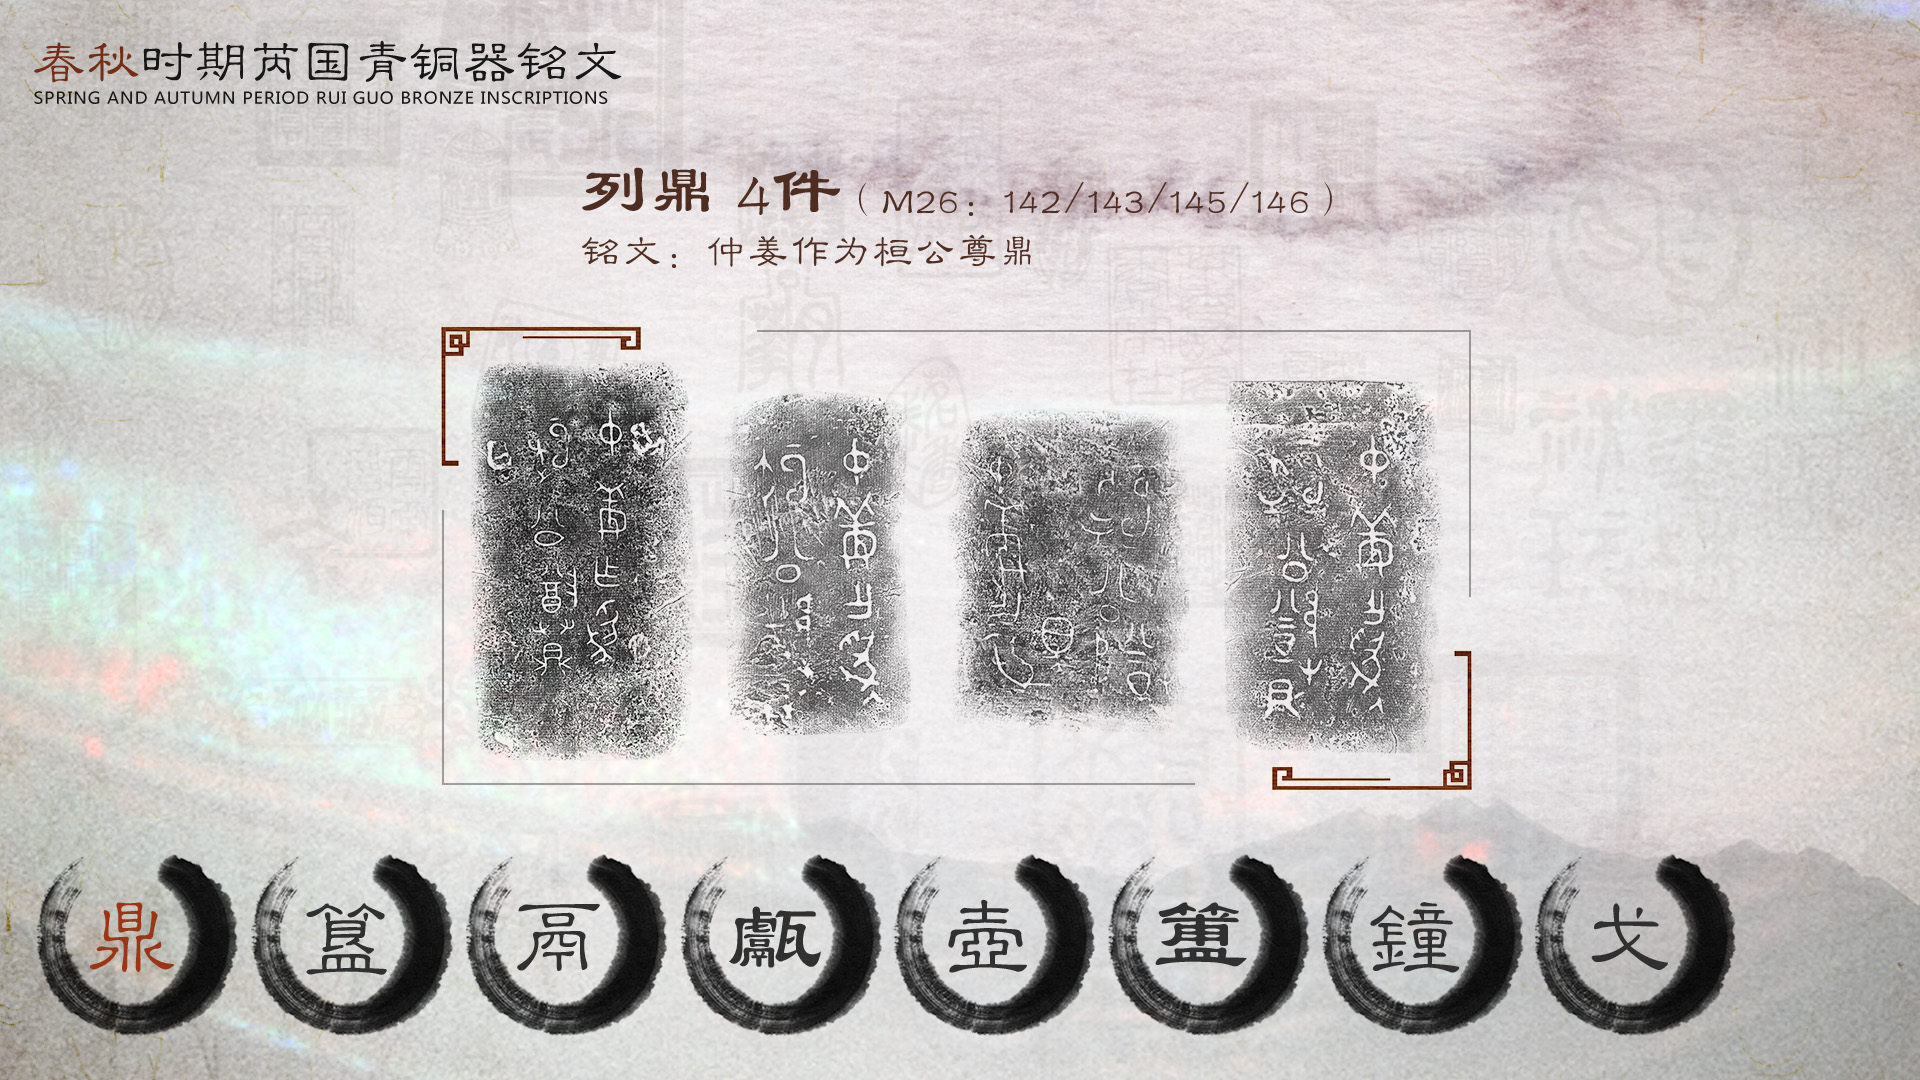 春秋时期芮国青铜器铭文
SPRING AND AUTUMN PERIOD RUI GUO BRONZE INSCRIPTIONS
列鼎 4件（M26：142/143/145/146）
铭文：仲姜作为桓公尊鼎
鼎 簋 鬲 甗 壶 簠 鐘 戈